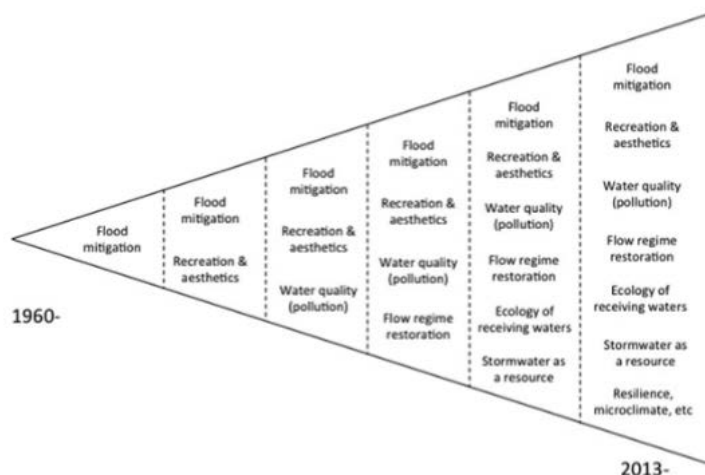 Flood
mitigation
Flood
mitigation
Recreation &
aesthetics
Flood
mitigation
Recreation &
aesthetics
Water quality
(pollution)
Flood
mitigation
Recreation &
aesthetics
Water quality
(pollution)
Flow regime
restoration
Flood
mitigation
Recreation &
aesthetics
Water quality
(pollution)
Flow regime
restoration
Ecology of
receiving waters
Stormwater as
a resource
Flood
mitigation
Recreation &
aesthetics
Water quality
(pollution)
Flow regime
restoration
Ecology of
receiving waters
Stormwater as
a resource
Resilience,
microclimate, etc
1960-
2013-